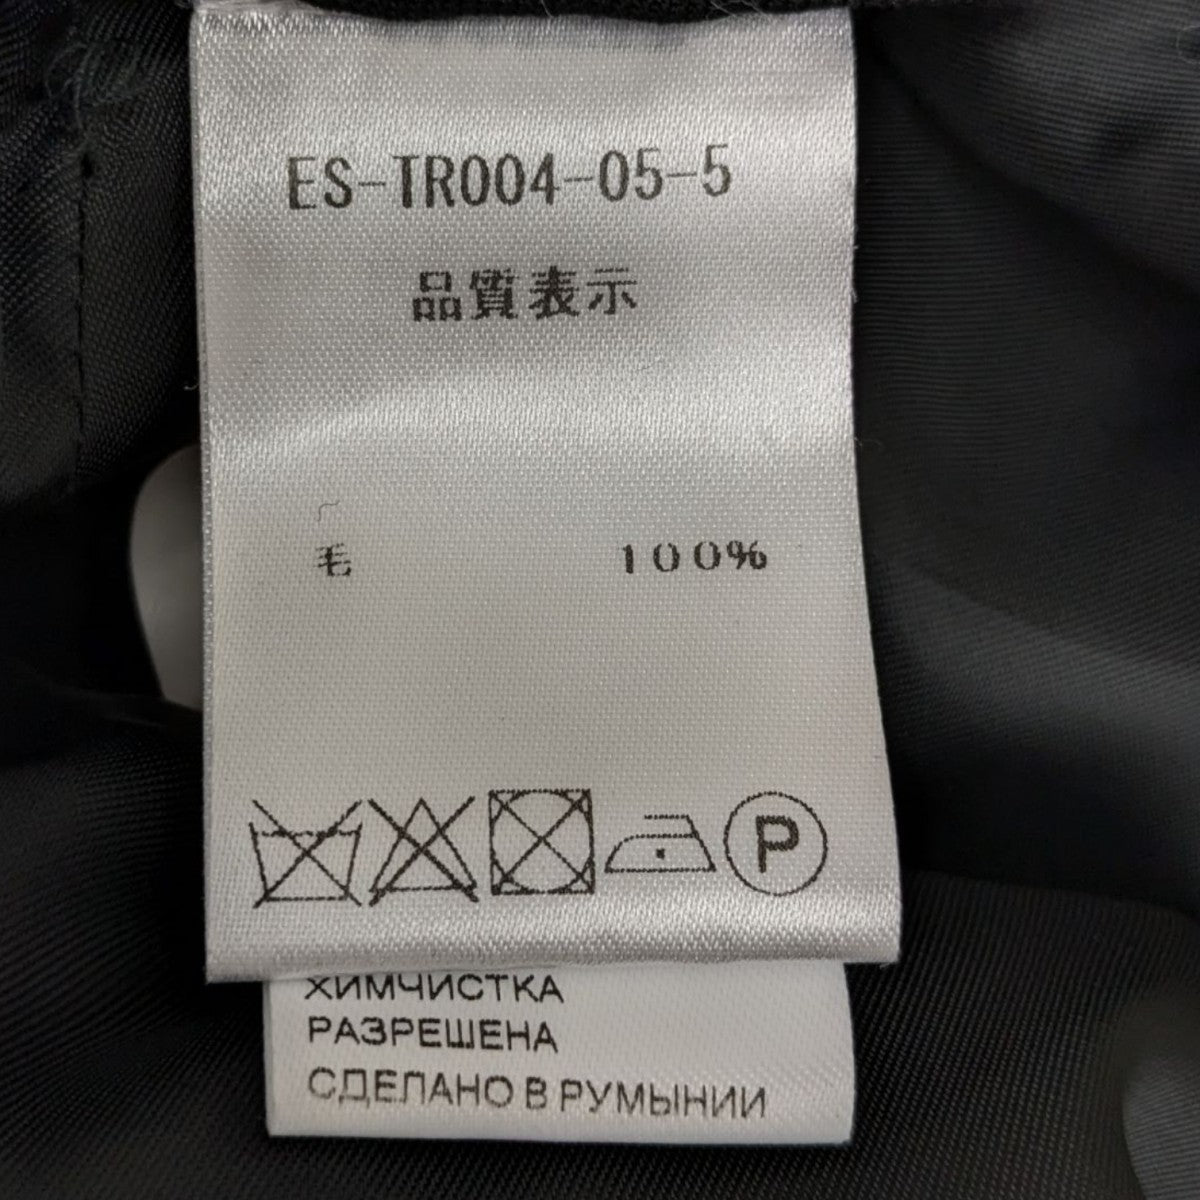 ES-TR004-05-5
品質表示
毛 100%
P
ХИМЧИСТКА
РАЗРЕШЕНА
СДЕЛАНО В РУМЫНИИ